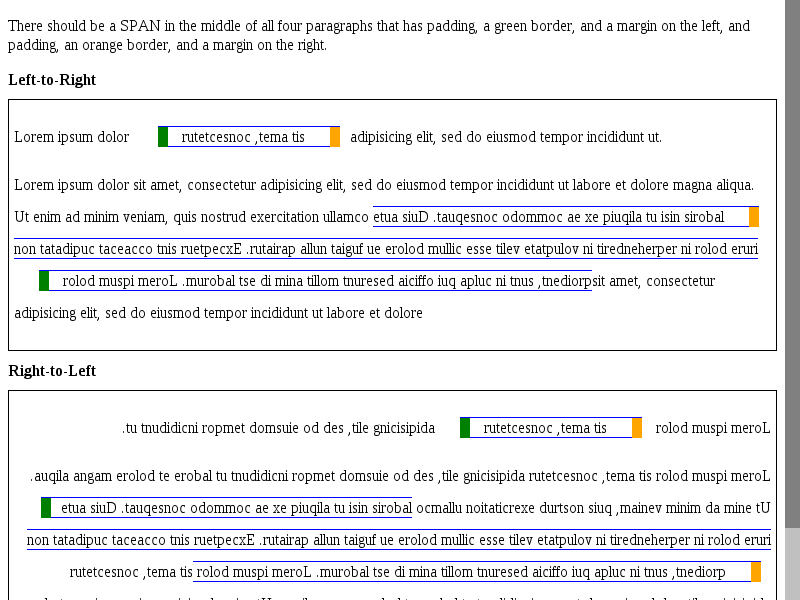 There should be a SPAN in the middle of all four paragraphs that has padding, a green border, and a margin on the left, and
padding, an orange border, and a margin on the right.
Left-to-Right
Lorem ipsum dolor rutetcesnoc ,tema tis adipisicing elit, sed do eiusmod tempor incididunt ut.
Lorem ipsum dolor sit amet, consectetur adipisicing elit, sed do eiusmod tempor incididunt ut labore et dolore magna aliqua.
Ut enim ad minim veniam, quis nostrud exercitation ullamco etua siuD .tauqesnoc odommoc ae xe piuqila tu isin sirobal
non tatadipuc taceacco tnis ruetpecxE .rutairap allun taiguf ue erolod mullic esse tilev etatpulov ni tiredneherper ni rolod eruri
rolod muspi meroL .murobal tse di mina tillom tnuresed aiciffo iuq apluc ni tnus ,tnediorpsit amet, consectetur
adipisicing elit, sed do eiusmod tempor incididunt ut labore et dolore
Right-to-Left
.tu tnudidicni ropmet domsuie od des ,tile gnicisipida rutetcesnoc ,tema tis rolod muspi meroL
.auqila angam erolod te erobal tu tnudidicni ropmet domsuie od des ,tile gnicisipida rutetcesnoc ,tema tis rolod muspi meroL
etua siuD .tauqesnoc odommoc ae xe piuqila tu isin sirobal ocmallu noitaticrexe durtson siuq ,mainev minim da mine tU
non tatadipuc taceacco tnis ruetpecxE .rutairap allun taiguf ue erolod mullic esse tilev etatpulov ni tiredneherper ni rolod eruri
rutetcesnoc ,tema tis rolod muspi meroL .murobal tse di mina tillom tnuresed aiciffo iuq apluc ni tnus ,tnediorp